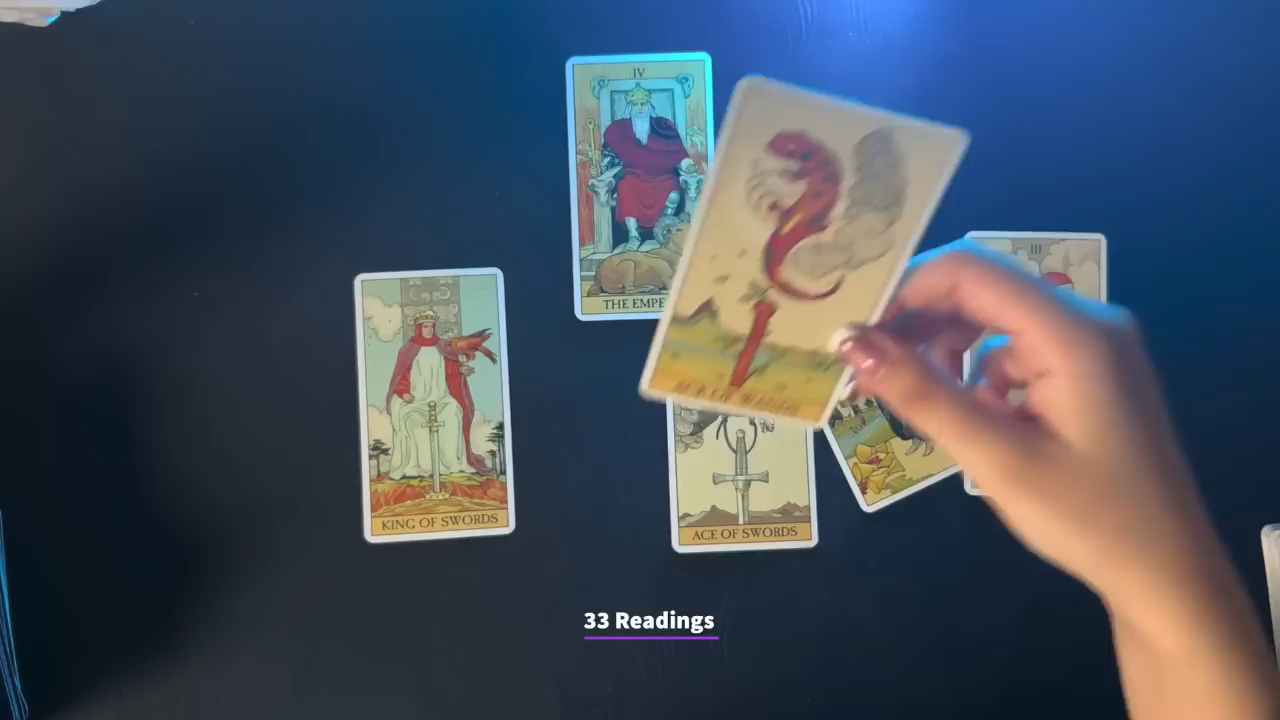 IV
THE EMPE
III
KING OF SWORDS
ACE OF SWORDS
33 Readings